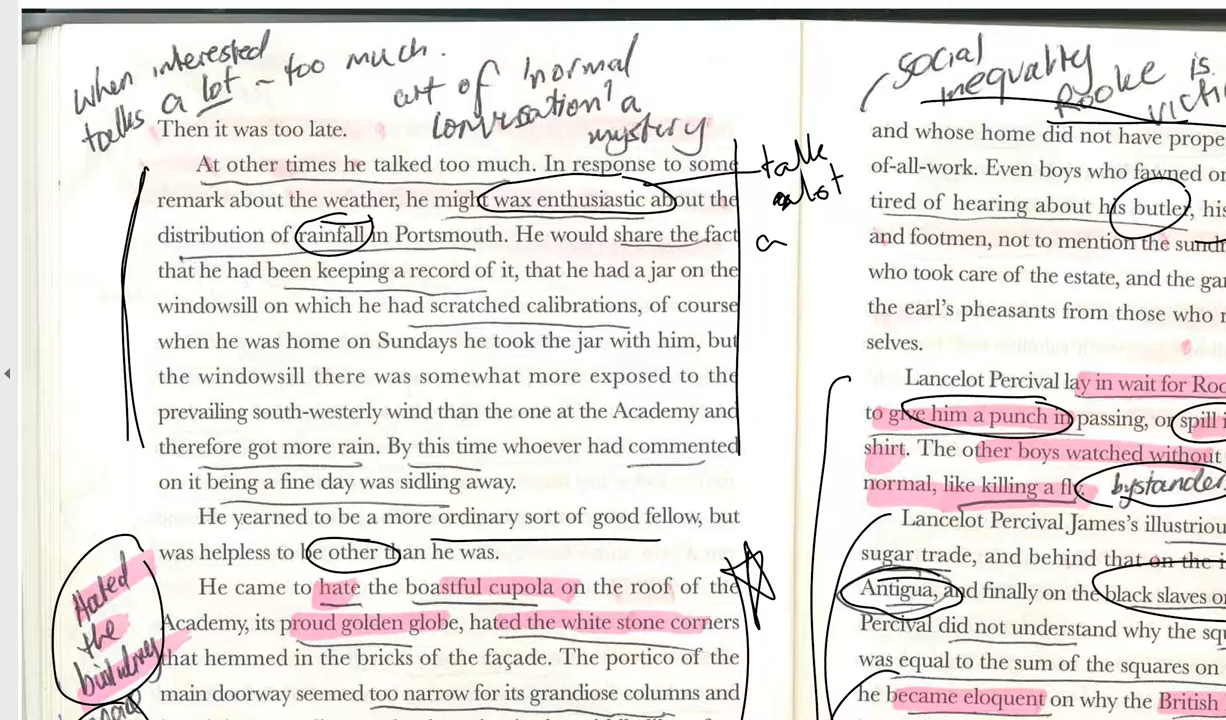 when interested
talks a lot - too much.
art of 'normal
conversation' a
mystery
Then it was too late.
At other times he talked too much. In response to some
remark about the weather, he might wax enthusiastic about the
distribution of rainfall in Portsmouth. He would share the fact
that he had been keeping a record of it, that he had a jar on the
windowsill on which he had scratched calibrations, of course
when he was home on Sundays he took the jar with him, but
the windowsill there was somewhat more exposed to the
prevailing south-westerly wind than the one at the Academy and
therefore got more rain. By this time whoever had commented
on it being a fine day was sidling away.
He yearned to be a more ordinary sort of good fellow, but
was helpless to be other than he was.
He came to hate the boastful cupola on the roof of the
Academy, its proud golden globe, hated the white stone corners
that hemmed in the bricks of the façade. The portico of the
main doorway seemed too narrow for its grandiose columns and
talk
a lot
a
Hated
the
building
social
inequality
Rooke is
victi
and whose home did not have prope
of-all-work. Even boys who fawned or
tired of hearing about his butler, his
and footmen, not to mention the sund
who took care of the estate, and the ga
the earl's pheasants from those who
selves.
Lancelot Percival lay in wait for Roo
to give him a punch in passing, or spill i
shirt. The other boys watched without
normal, like killing a fly.
bystander
Lancelot Percival James's illustriou
sugar trade, and behind that on the i
Antigua, and finally on the black slaves o
Percival did not understand why the squ
was equal to the sum of the squares on
he became eloquent on why the British